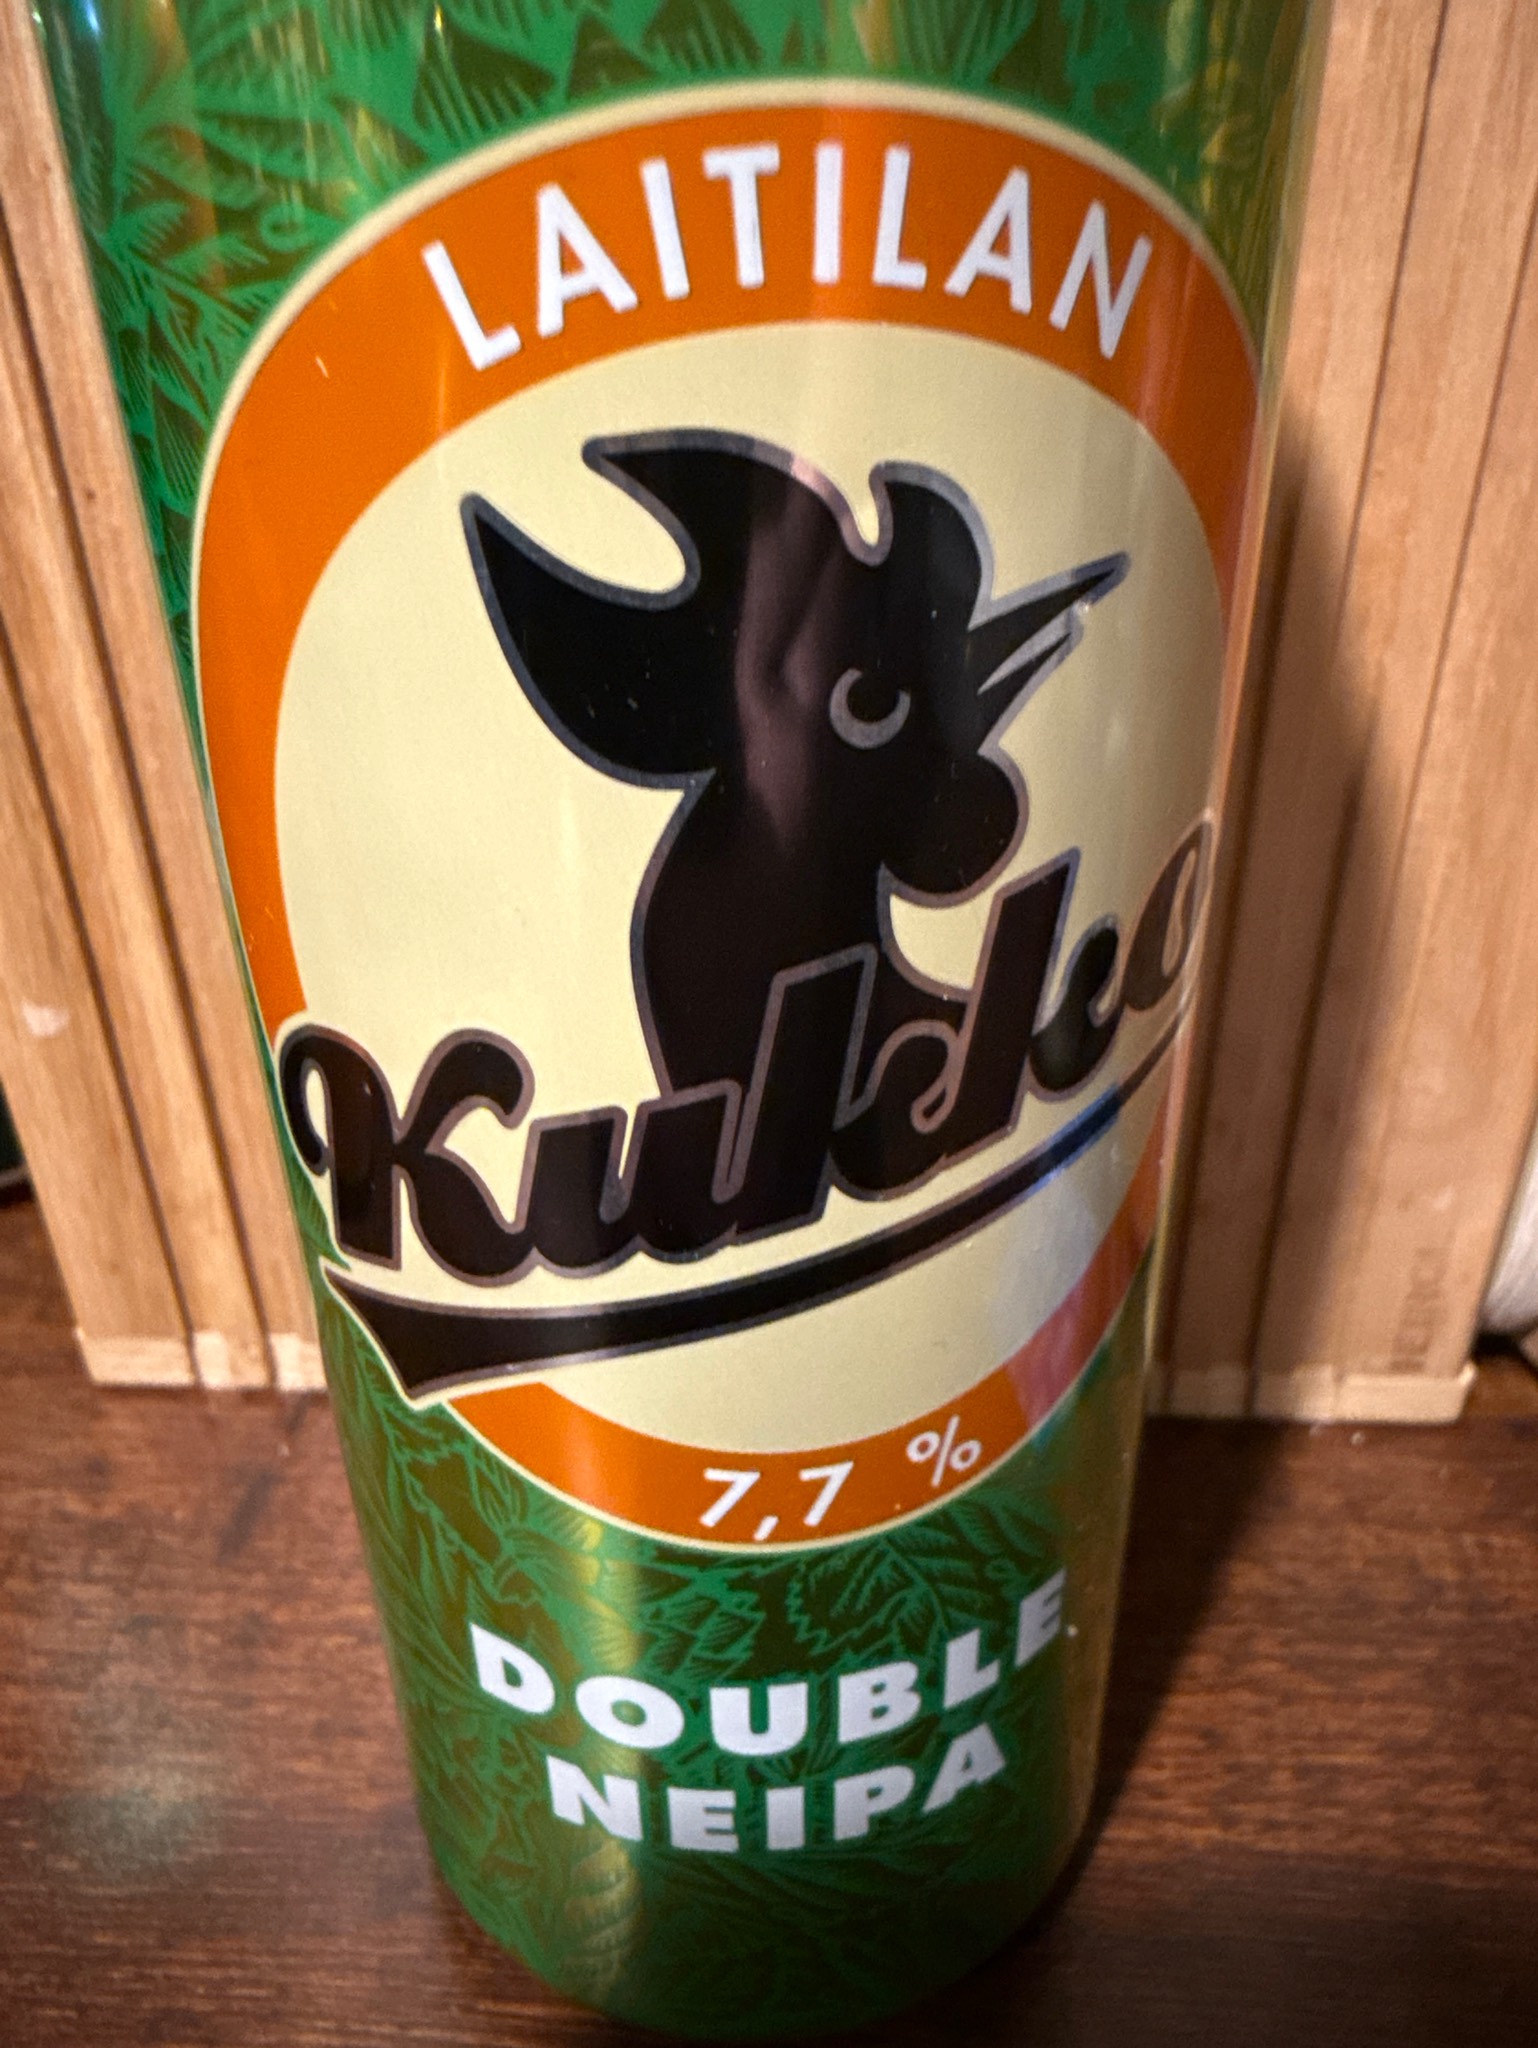 LAITILAN
Kukko
7,7 %
DOUBLE
NEIPA